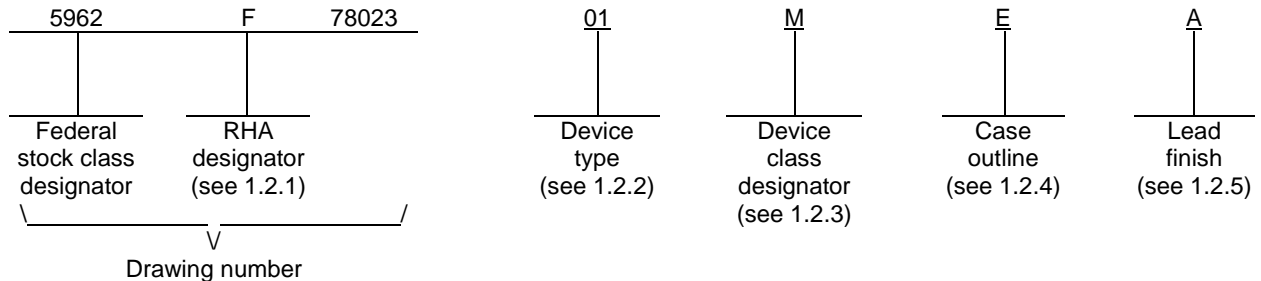 5962 F 78023 01 M E A
Federal RHA Device Device Case Lead
stock class designator type class outline finish
designator (see 1.2.1) (see 1.2.2) designator (see 1.2.4) (see 1.2.5)
(see 1.2.3)
Drawing number